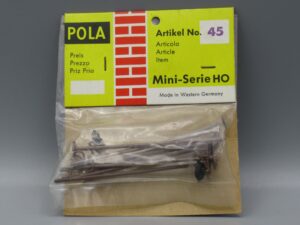 POLA
Preis
Prezzo
Prix Prio
Artikel No. 45
Articolo
Article
Item
Mini-Serie HO
Made in Western Germany